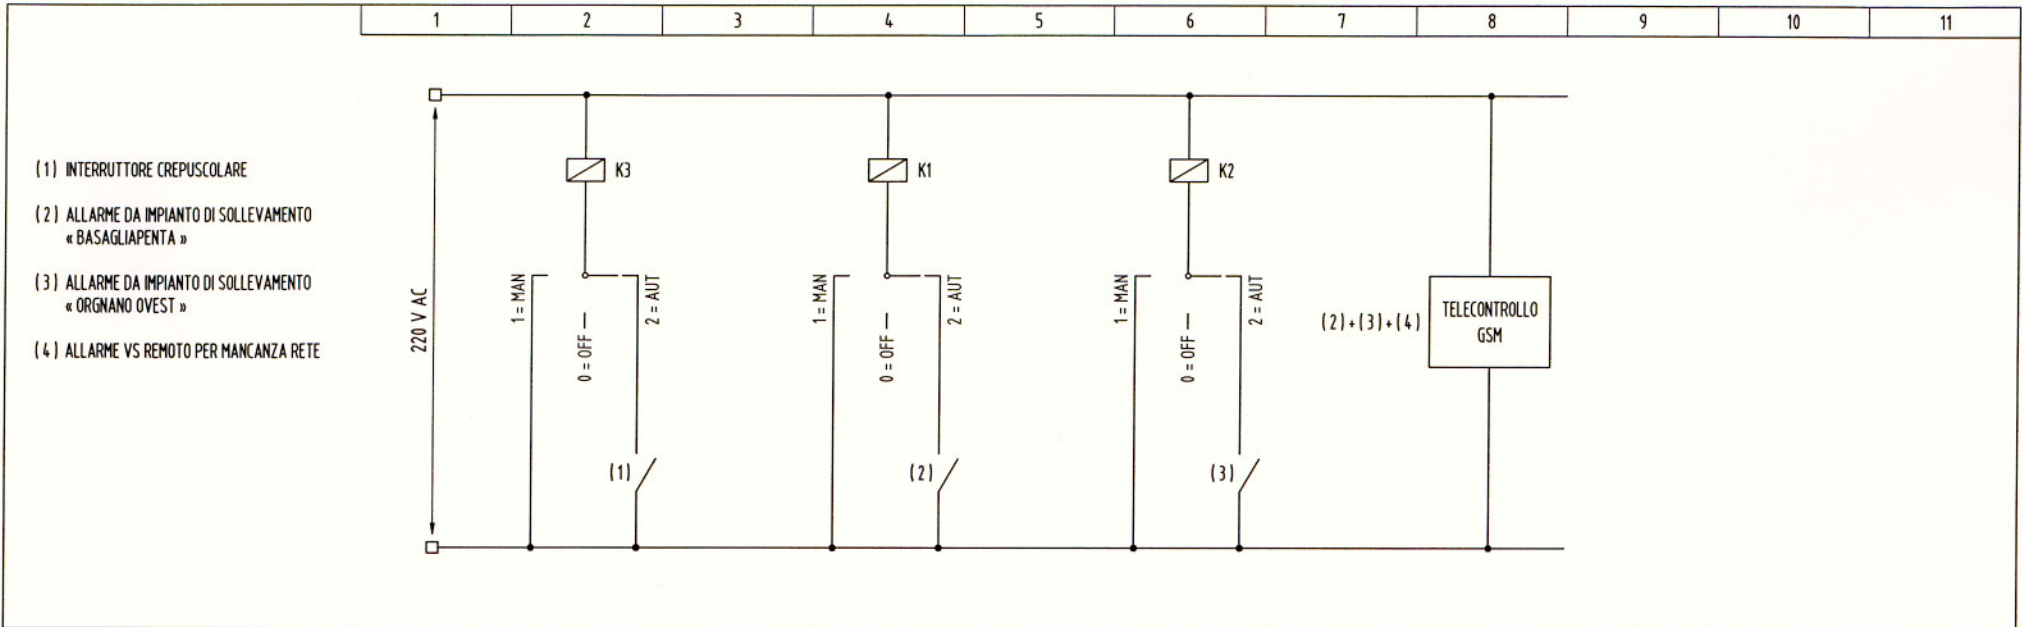 1 2 3 4 5 6 7 8 9 10 11
(1) INTERRUTTORE CREPUSCOLARE
(2) ALLARME DA IMPIANTO DI SOLLEVAMENTO
« BASAGLIAPENTA »
(3) ALLARME DA IMPIANTO DI SOLLEVAMENTO
« ORGNANO OVEST »
(4) ALLARME VS REMOTO PER MANCANZA RETE
220 V AC
K3
1 = MAN
0 = OFF
2 = AUT
(1)
K1
1 = MAN
0 = OFF
2 = AUT
(2)
K2
1 = MAN
0 = OFF
2 = AUT
(3)
(2)+(3)+(4)
TELECONTROLLO
GSM